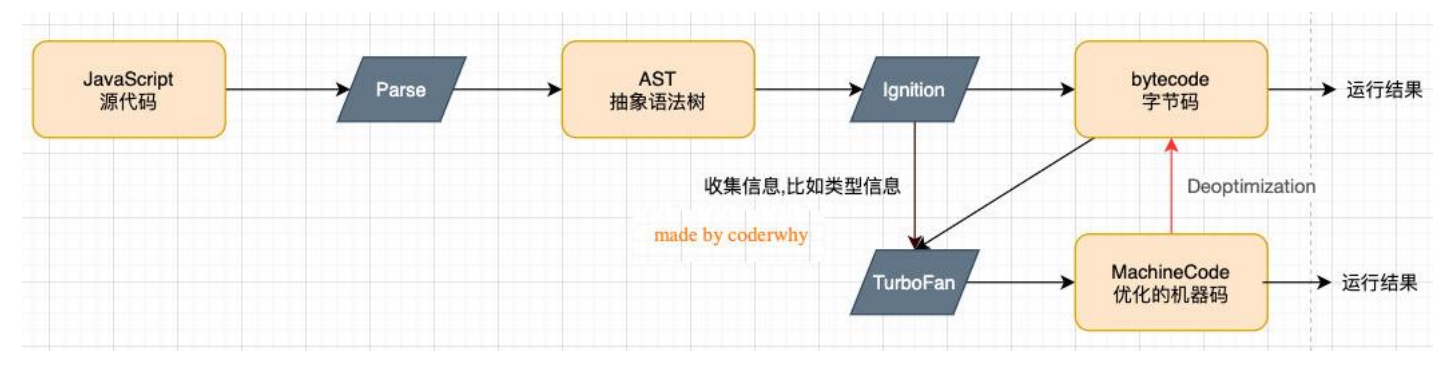 JavaScript
源代码
Parse
AST
抽象语法树
Ignition
bytecode
字节码
运行结果
收集信息,比如类型信息
Deoptimization
made by coderwhy
TurboFan
MachineCode
优化的机器码
运行结果